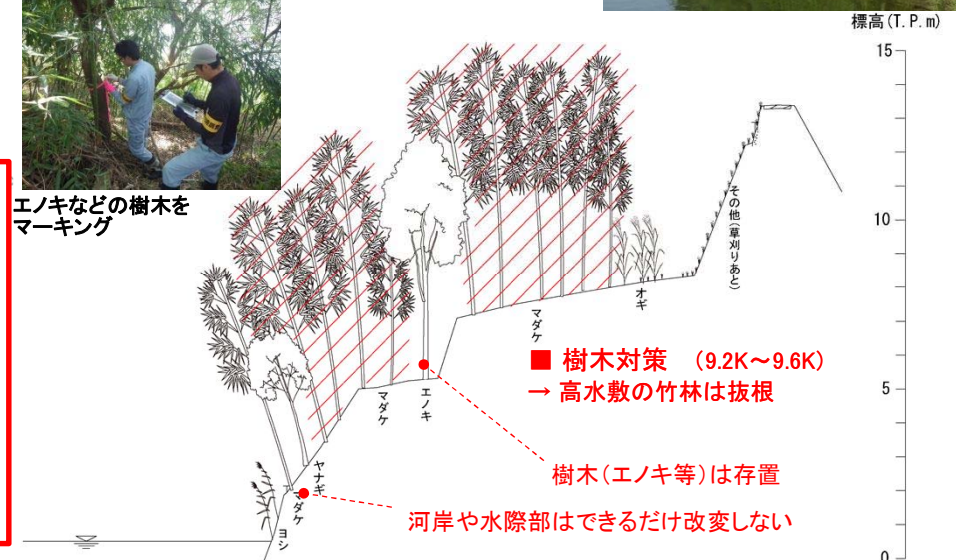 標高(T.P.m)
15
エノキなどの樹木を
マーキング
10
その他(草刈りあと)
オギ
マダケ
■ 樹木対策 (9.2K～9.6K)
→ 高水敷の竹林は抜根
5
エノキ
マダケ
樹木(エノキ等)は存置
ヤナギ
マダケ
河岸や水際部はできるだけ改変しない
ヨシ
0